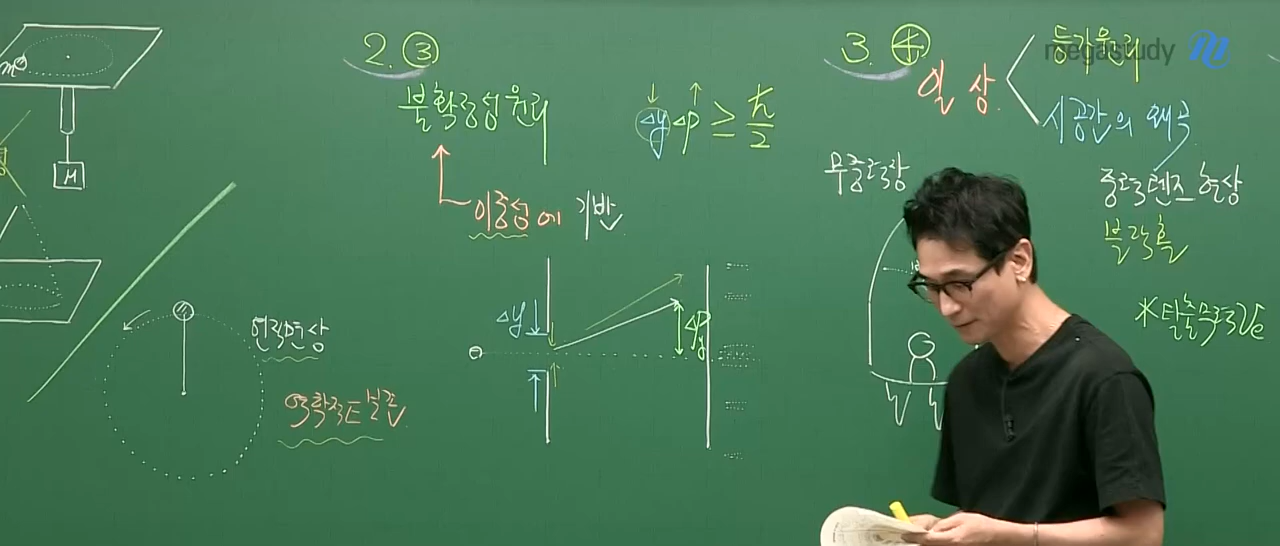 m
M
연직면상
역학적E보존
2. ③
불확정성원리
이중성에 기반
Δy Δp ≥ ħ/2
Δy
Δp
y
3. ④
일상
등가원리
megastudy
시공간의 왜곡
무중력장
중력렌즈 현상
블랙홀
*탈출속력 Ve